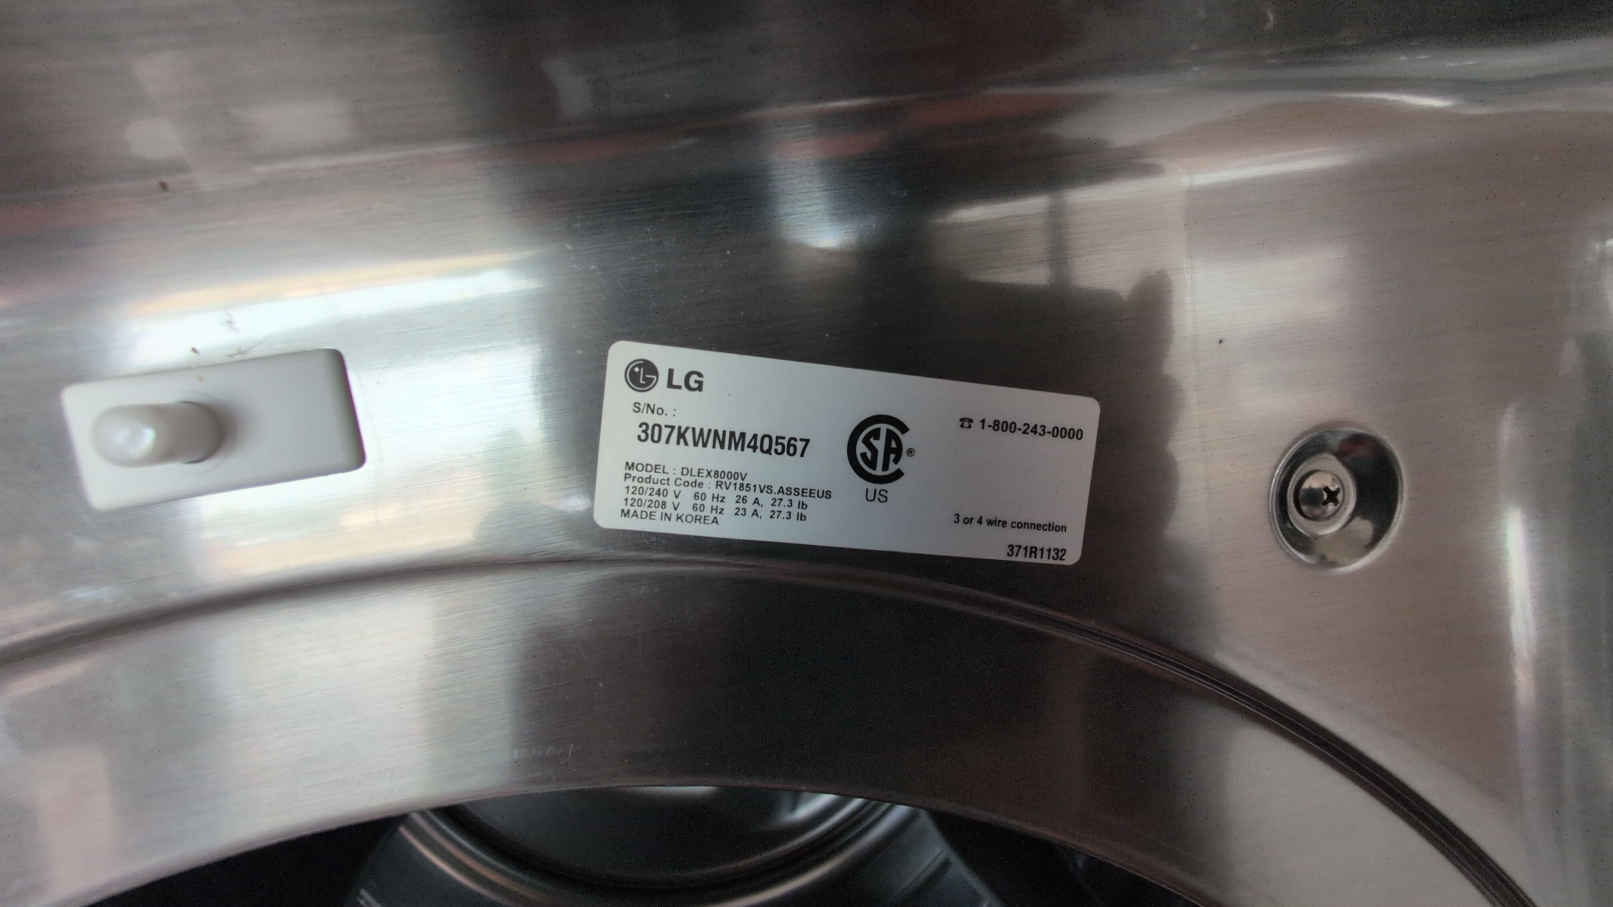 LG
S/No. :
307KWNM4Q567
MODEL : DLEX8000V
Product Code : RV1851VS.ASSEEUS
120/240 V 60 Hz 26 A, 27.3 lb
120/208 V 60 Hz 23 A, 27.3 lb
MADE IN KOREA
SA ®
US
☎ 1-800-243-0000
3 or 4 wire connection
371R1132